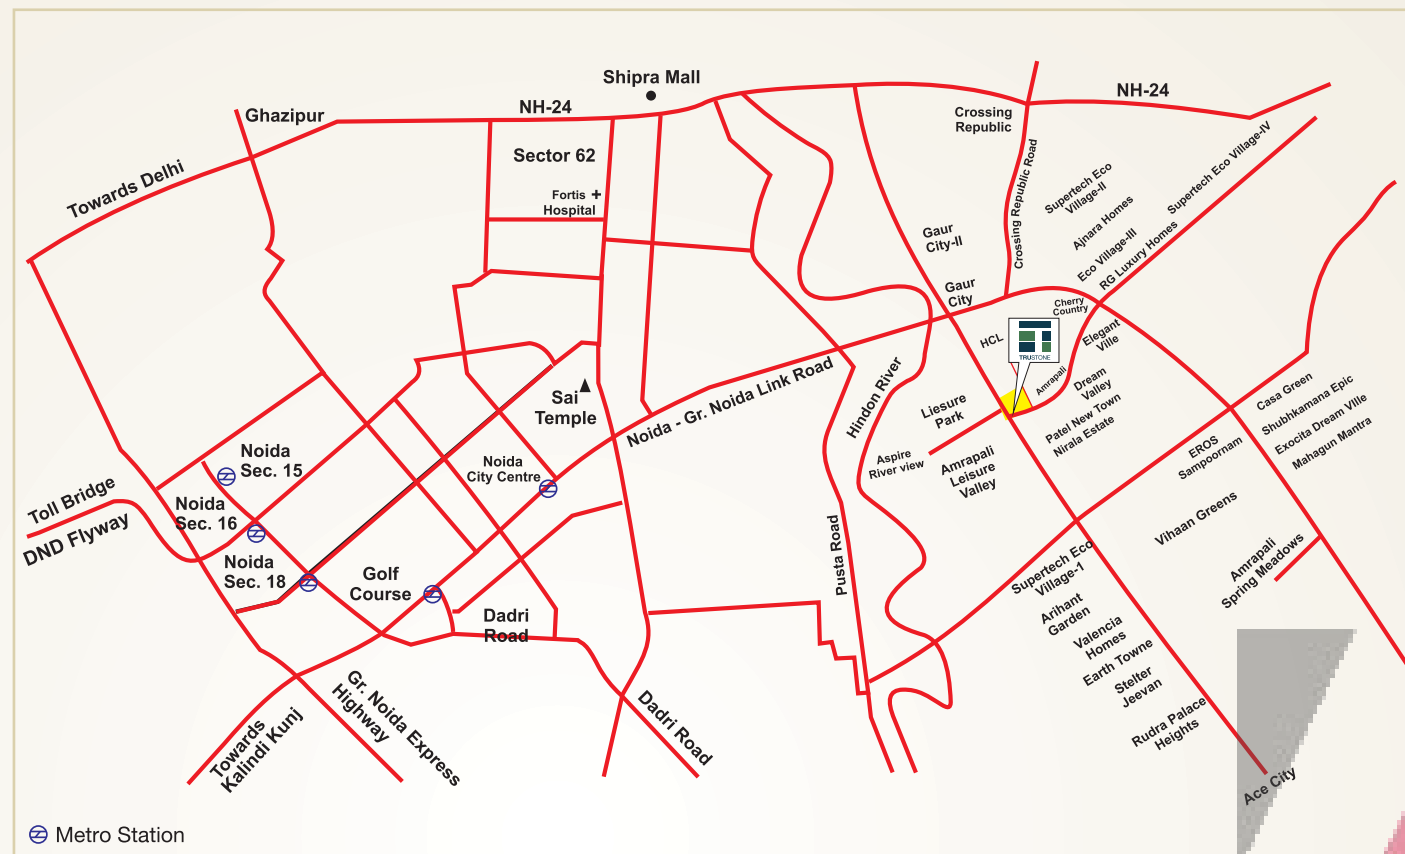 Shipra Mall
NH-24
NH-24
Ghazipur
Crossing
Republic
Towards Delhi
Sector 62
Fortis +
Hospital
Crossing Republic Road
Supertech Eco
Village-II
Supertech Eco Village-IV
Ajnara Homes
Eco Village-III
RG Luxury Homes
Gaur
City-II
Gaur
City
Cherry
Country
HCL
TRUSTONE
Elegant
Ville
Amrapali
Dream
Valley
Patel New Town
Nirala Estate
Sai
Temple
Noida - Gr. Noida Link Road
Hindon River
Liesure
Park
Aspire
River view
Amrapali
Leisure
Valley
Casa Green
Shubhkamana Epic
Exocita Dream Ville
Mahagun Mantra
EROS
Sampoornam
Noida
Sec. 15
Noida
City Centre
Toll Bridge
DND Flyway
Noida
Sec. 16
Noida
Sec. 18
Golf
Course
Dadri
Road
Pusta Road
Vihaan Greens
Amrapali
Spring Meadows
Supertech Eco
Village-1
Arihant
Garden
Valencia
Homes
Earth Towne
Stelter
Jeevan
Rudra Palace
Heights
Ace City
Gr. Noida Express
Highway
Towards
Kalindi Kunj
Dadri Road
Metro Station